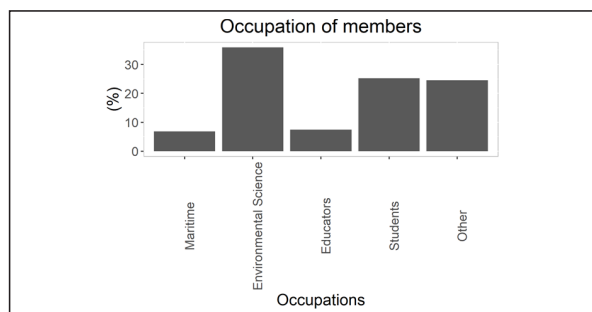 Occupation of members
(%)
30
20
10
0
Maritime
Environmental Science
Educators
Students
Other
Occupations